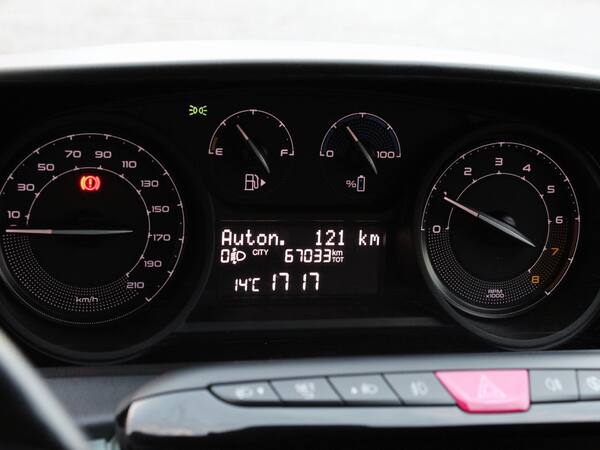 10 30 50 70 90 110 130 150 170 190 210
km/h
E F
0 100
%
0 1 2 3 4 5 6 7 8
RPM
x1000
Auton. 121 km
0 CITY 67033 km TOT
14°C 17 17